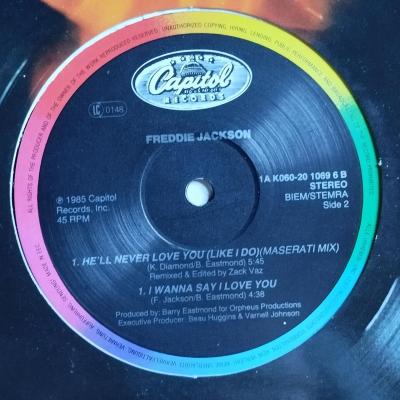 Capitol
RECORDS
LC 0148
FREDDIE JACKSON
1A K060-20 1069 6 B
STEREO
BIEM/STEMRA
Side 2
℗ 1985 Capitol
Records, Inc.
45 RPM
1. HE'LL NEVER LOVE YOU (LIKE I DO)(MASERATI MIX)
(K. Diamond/B. Eastmond) 5:45
Remixed & Edited by Zack Vaz
1. I WANNA SAY I LOVE YOU
(F. Jackson/B. Eastmond) 4:38
Produced by: Barry Eastmond for Orpheus Productions
Executive Producer: Beau Huggins & Varnell Johnson
ALL RIGHTS OF THE PRODUCER AND OF THE OWNER OF THE WORK REPRODUCED RESERVED. UNAUTHORIZED COPYING, HIRING, LENDING, PUBLIC PERFORMANCE AND
MADE IN EEC